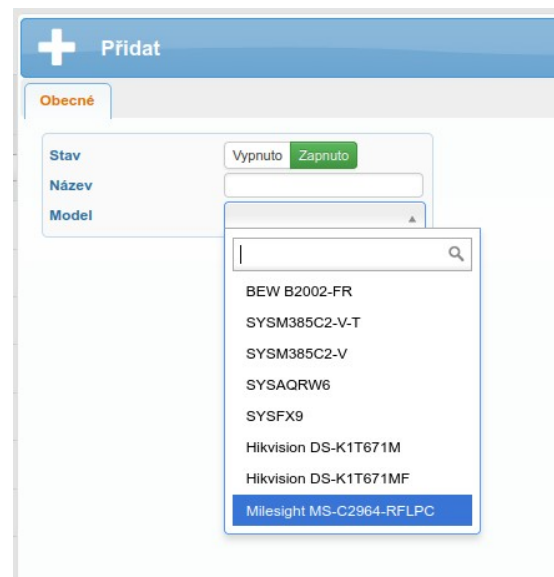 Přidat
Obecné
Stav Vypnuto Zapnuto
Název
Model
BEW B2002-FR
SYSM385C2-V-T
SYSM385C2-V
SYSAQRW6
SYSFX9
Hikvision DS-K1T671M
Hikvision DS-K1T671MF
Milesight MS-C2964-RFLPC